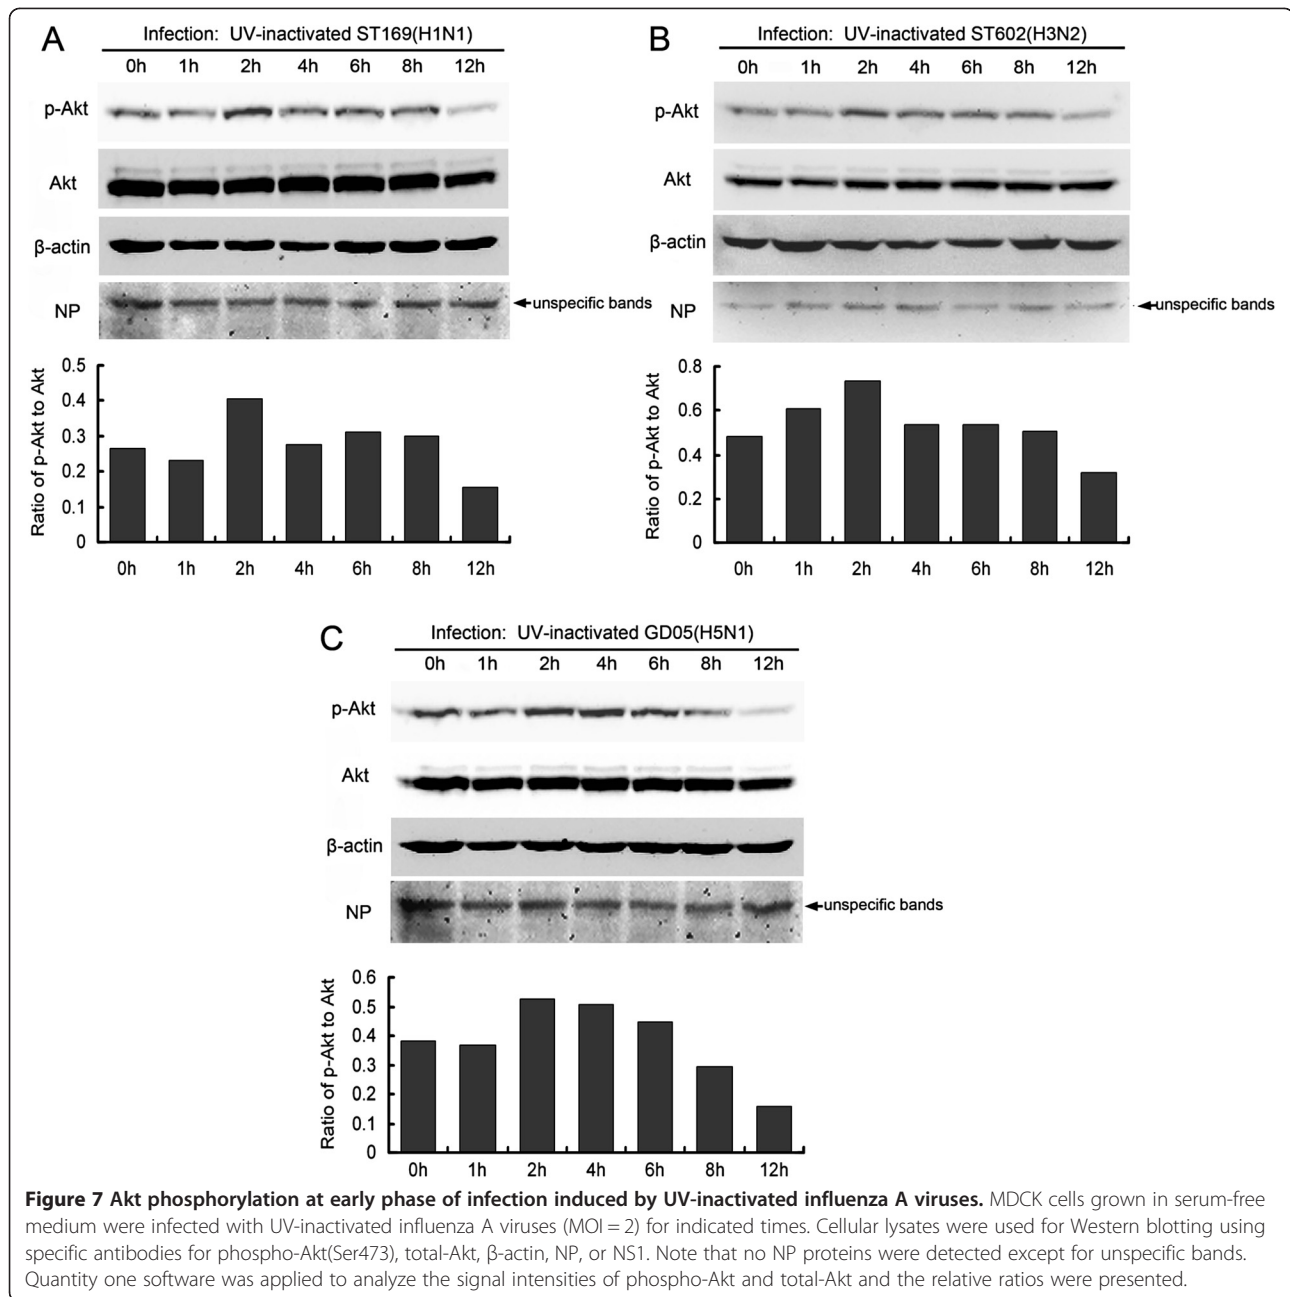 A
Infection: UV-inactivated ST169(H1N1)
0h 1h 2h 4h 6h 8h 12h
p-Akt
Akt
β-actin
NP
unspecific bands
Ratio of p-Akt to Akt
0.5
0.4
0.3
0.2
0.1
0
0h 1h 2h 4h 6h 8h 12h
B
Infection: UV-inactivated ST602(H3N2)
0h 1h 2h 4h 6h 8h 12h
p-Akt
Akt
β-actin
NP
unspecific bands
Ratio of p-Akt to Akt
0.8
0.6
0.4
0.2
0
0h 1h 2h 4h 6h 8h 12h
C
Infection: UV-inactivated GD05(H5N1)
0h 1h 2h 4h 6h 8h 12h
p-Akt
Akt
β-actin
NP
unspecific bands
Ratio of p-Akt to Akt
0.6
0.5
0.4
0.3
0.2
0.1
0
0h 1h 2h 4h 6h 8h 12h
Figure 7 Akt phosphorylation at early phase of infection induced by UV-inactivated influenza A viruses. MDCK cells grown in serum-free
medium were infected with UV-inactivated influenza A viruses (MOI = 2) for indicated times. Cellular lysates were used for Western blotting using
specific antibodies for phospho-Akt(Ser473), total-Akt, β-actin, NP, or NS1. Note that no NP proteins were detected except for unspecific bands.
Quantity one software was applied to analyze the signal intensities of phospho-Akt and total-Akt and the relative ratios were presented.